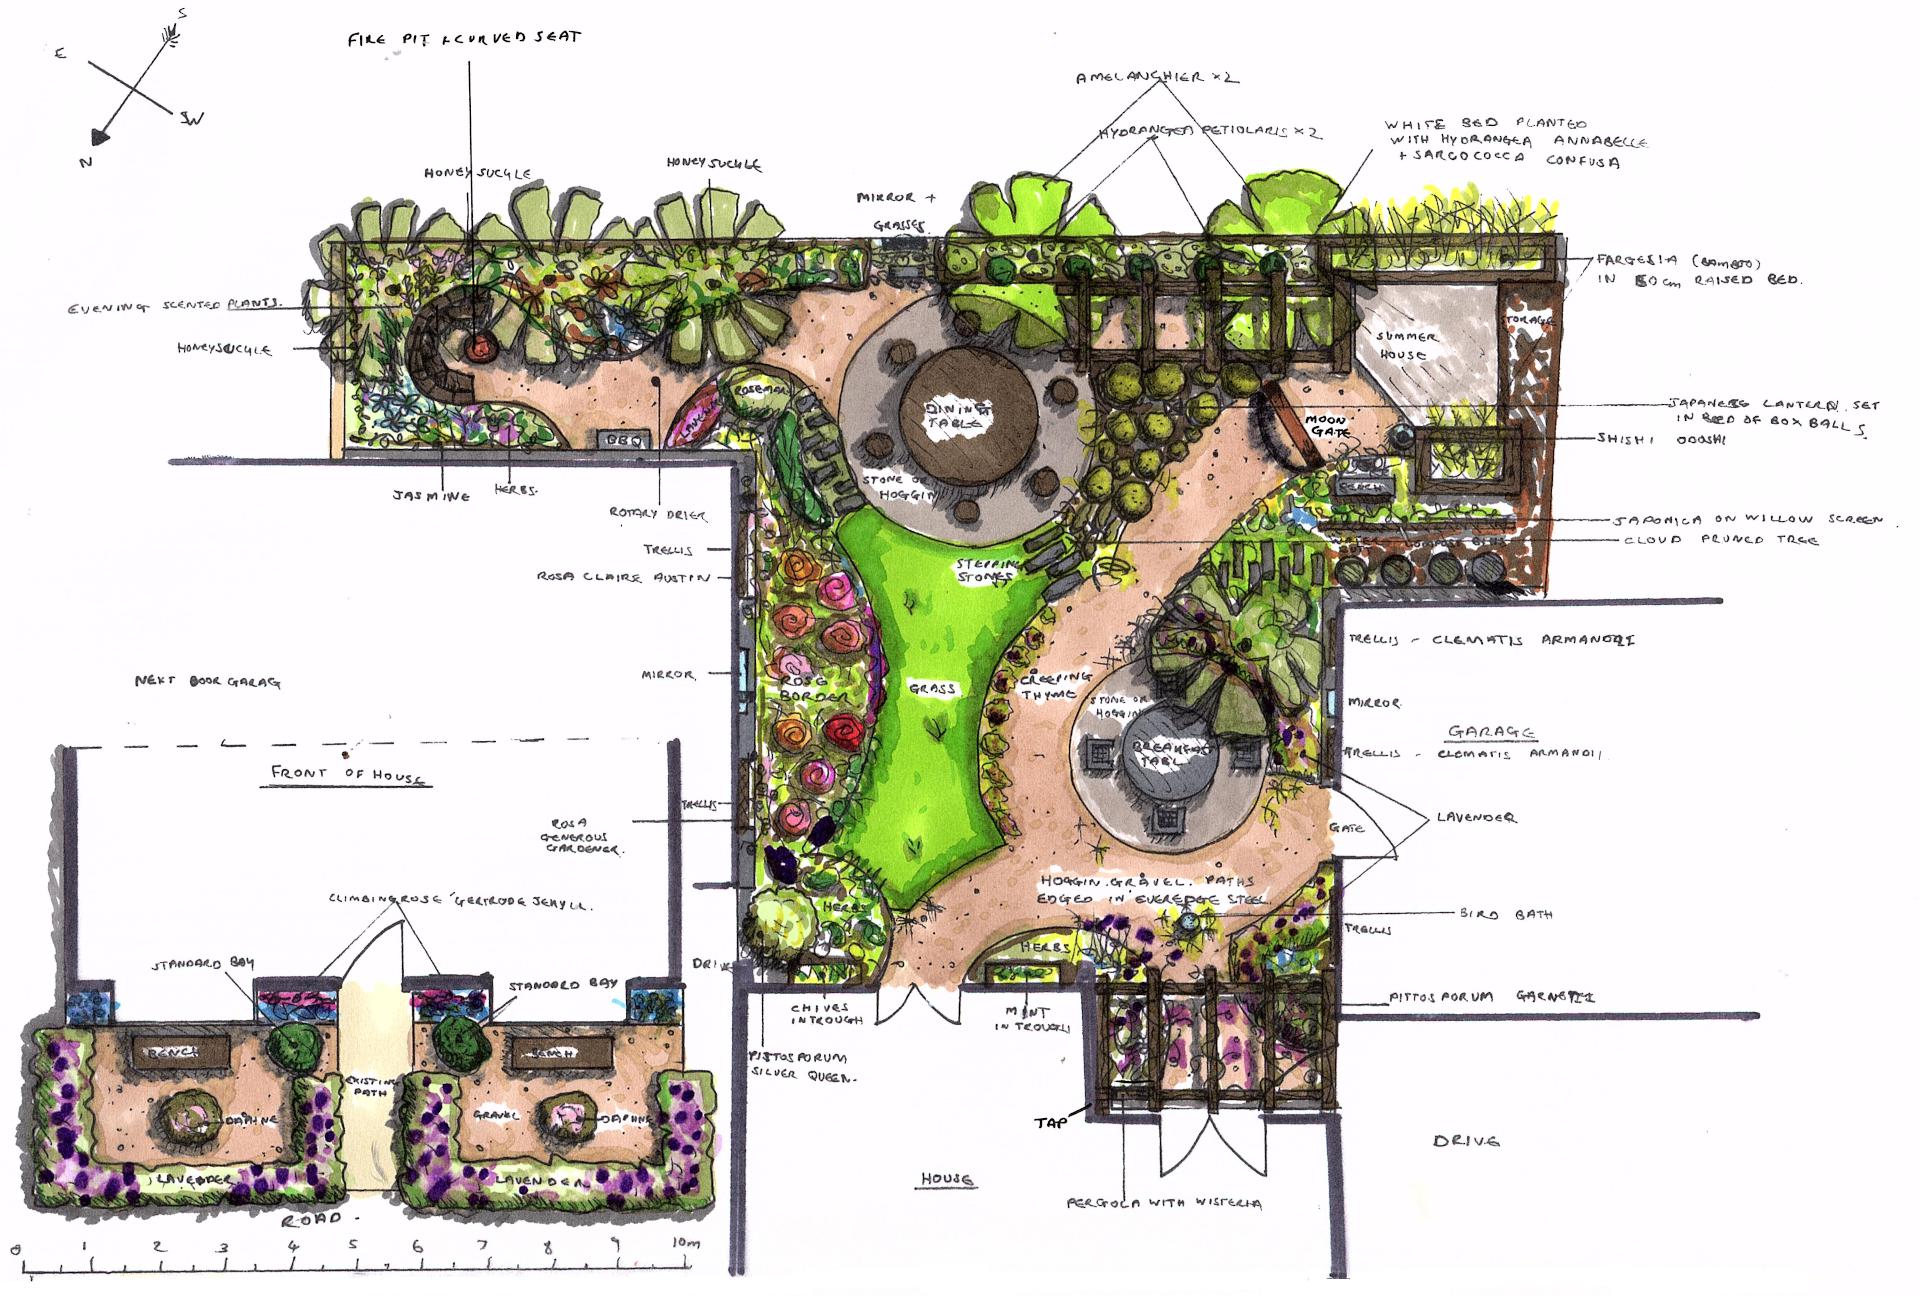 S
E
SW
N
FIRE PIT + CURVED SEAT
AMELANCHIER x2
HYDRANGEA PETIOLARIS x2
WHITE BED PLANTED
WITH HYDRANGEA ANNABELLE
+ SARCOCOCCA CONFUSA
HONEYSUCKLE
HONEYSUCKLE
MIRROR +
GRASSES
FARGESIA (BAMBOO)
IN 50cm RAISED BED.
EVENING SCENTED PLANTS.
HONEYSUCKLE
STORAGE
SUMMER
HOUSE
ROSEMARY
LAVENDER
DINING
TABLE
JAPANESE LANTERN SET
IN BED OF BOX BALLS
MOON
GATE
SHISHI ODOSHI
BBQ
STONE OR
HOGGIN
BENCH
JASMINE
HERBS.
ROTARY DRIER
JAPONICA ON WILLOW SCREEN
CLOUD PRUNED TREE
TRELLIS
STEPPING
STONES
ROSA CLAIRE AUSTIN
TRELLIS - CLEMATIS ARMANDII
NEXT DOOR GARAG
MIRROR
ROSE
BORDER
GRASS
CREEPING
THYME
STONE OR
HOGGIN
MIRROR
GARAGE
BREAKFAST
TABLE
TRELLIS - CLEMATIS ARMANDII
FRONT OF HOUSE
TRELLIS
ROSA
GENEROUS
GARDENER.
GATE
LAVENDER
HOGGIN GRAVEL PATHS
EDGED IN EVEREDGE STEEL
CLIMBING ROSE 'GERTRUDE JEKYLL.
HERBS
BIRD BATH
TRELLIS
HERBS
STANDARD BAY
STANDARD BAY
DRIV
PITTOSPORUM GARNETTII
CHIVES
IN TROUGH
MINT
IN TROUGH
BENCH
BENCH
PITTOSPORUM
SILVER QUEEN.
EXISTING
PATH
DAPHNE
GRAVEL
DAPHNE
TAP
DRIVE
LAVENDER
LAVENDER
HOUSE
PERGOLA WITH WISTERIA
ROAD.
0 1 2 3 4 5 6 7 8 9 10m